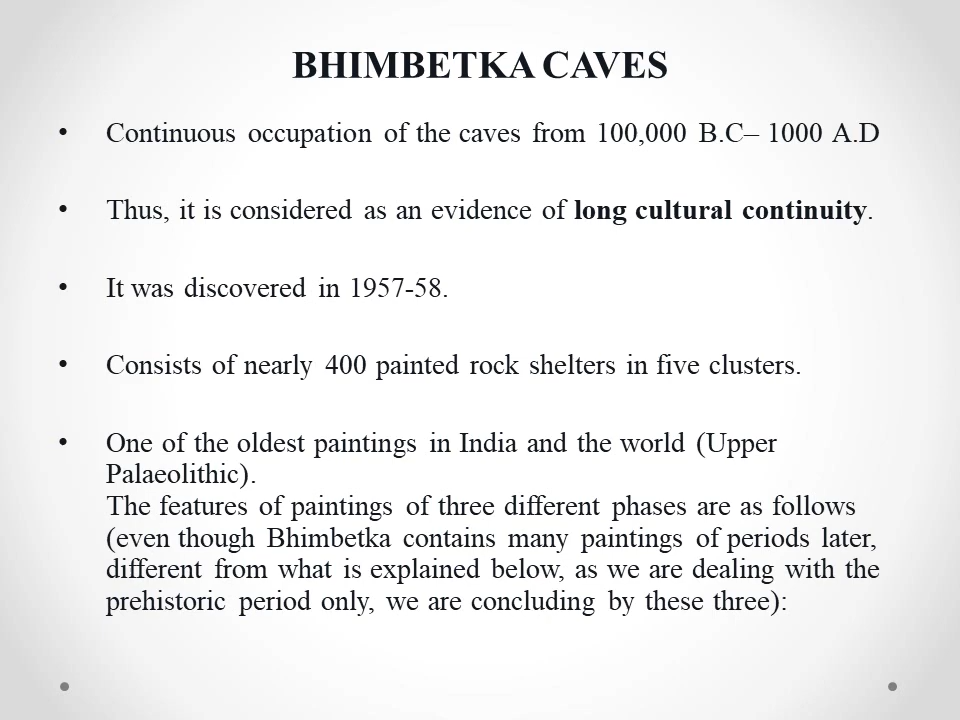 BHIMBETKA CAVES
• Continuous occupation of the caves from 100,000 B.C– 1000 A.D
• Thus, it is considered as an evidence of long cultural continuity.
• It was discovered in 1957-58.
• Consists of nearly 400 painted rock shelters in five clusters.
• One of the oldest paintings in India and the world (Upper
Palaeolithic).
The features of paintings of three different phases are as follows
(even though Bhimbetka contains many paintings of periods later,
different from what is explained below, as we are dealing with the
prehistoric period only, we are concluding by these three):